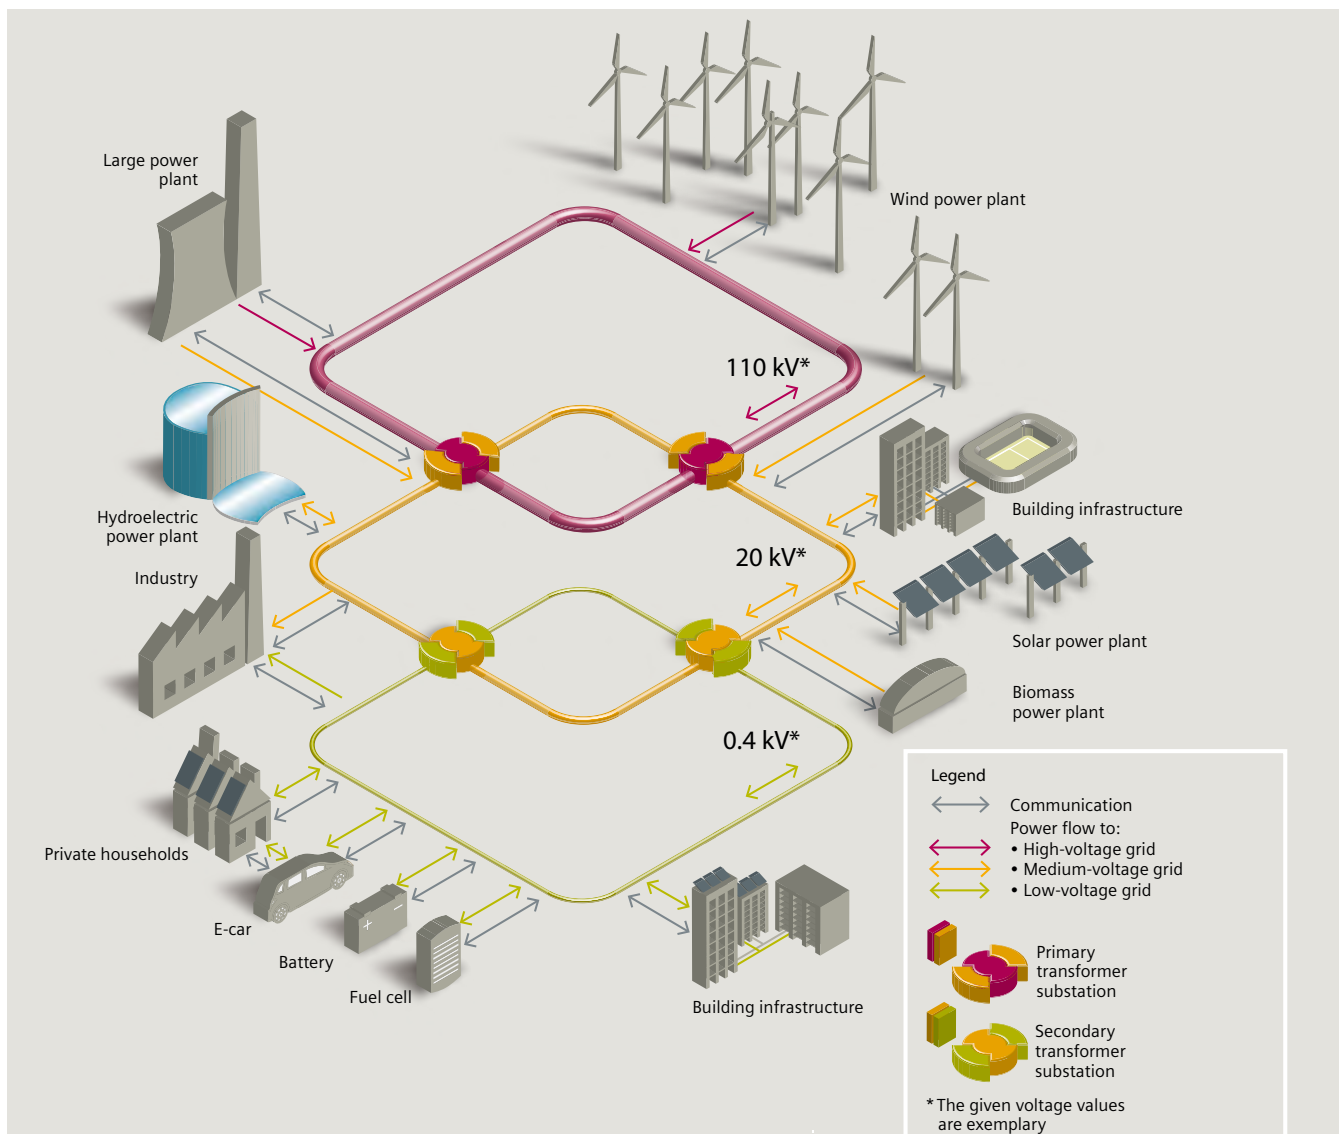 Large power
plant
Wind power plant
110 kV*
Hydroelectric
power plant
Building infrastructure
Industry
20 kV*
Solar power plant
Biomass
power plant
0.4 kV*
Private households
E-car
Battery
Fuel cell
Building infrastructure
Legend
Communication
Power flow to:
• High-voltage grid
• Medium-voltage grid
• Low-voltage grid
Primary
transformer
substation
Secondary
transformer
substation
* The given voltage values
are exemplary